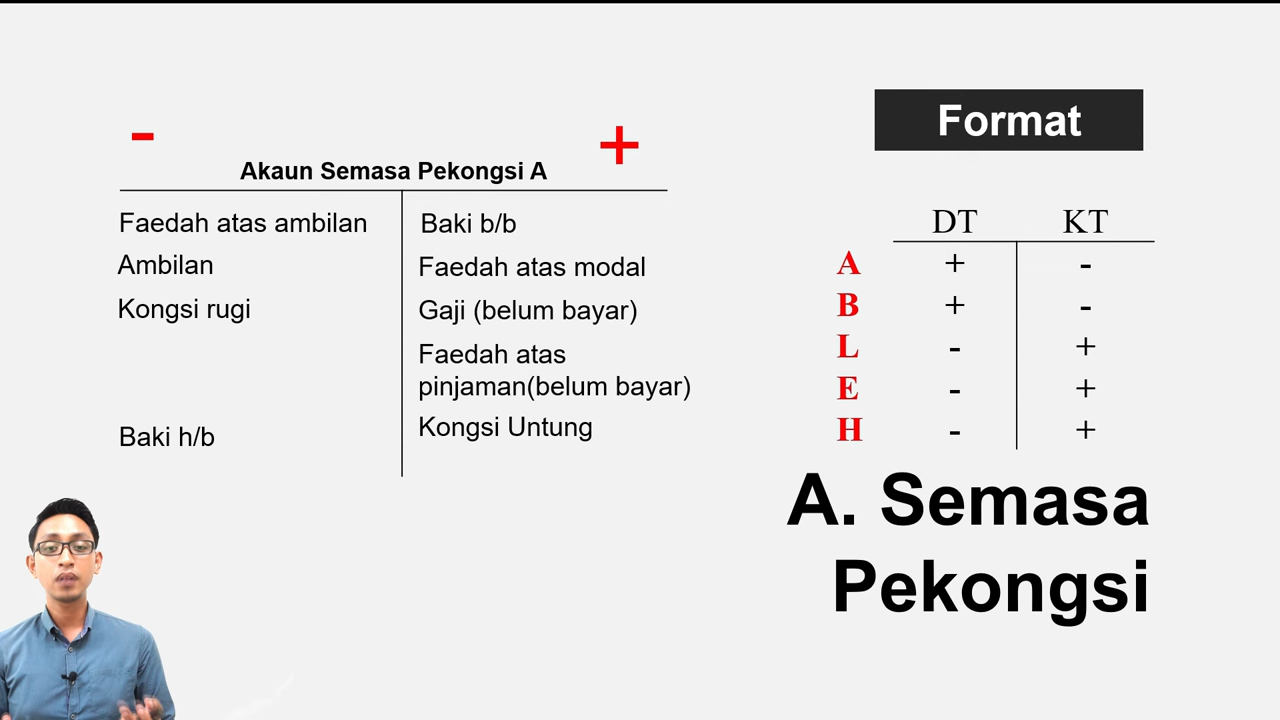 -
+
Akaun Semasa Pekongsi A
Faedah atas ambilan
Ambilan
Kongsi rugi
Baki h/b
Baki b/b
Faedah atas modal
Gaji (belum bayar)
Faedah atas
pinjaman(belum bayar)
Kongsi Untung
Format
DT KT
A + -
B + -
L - +
E - +
H - +
A. Semasa
Pekongsi